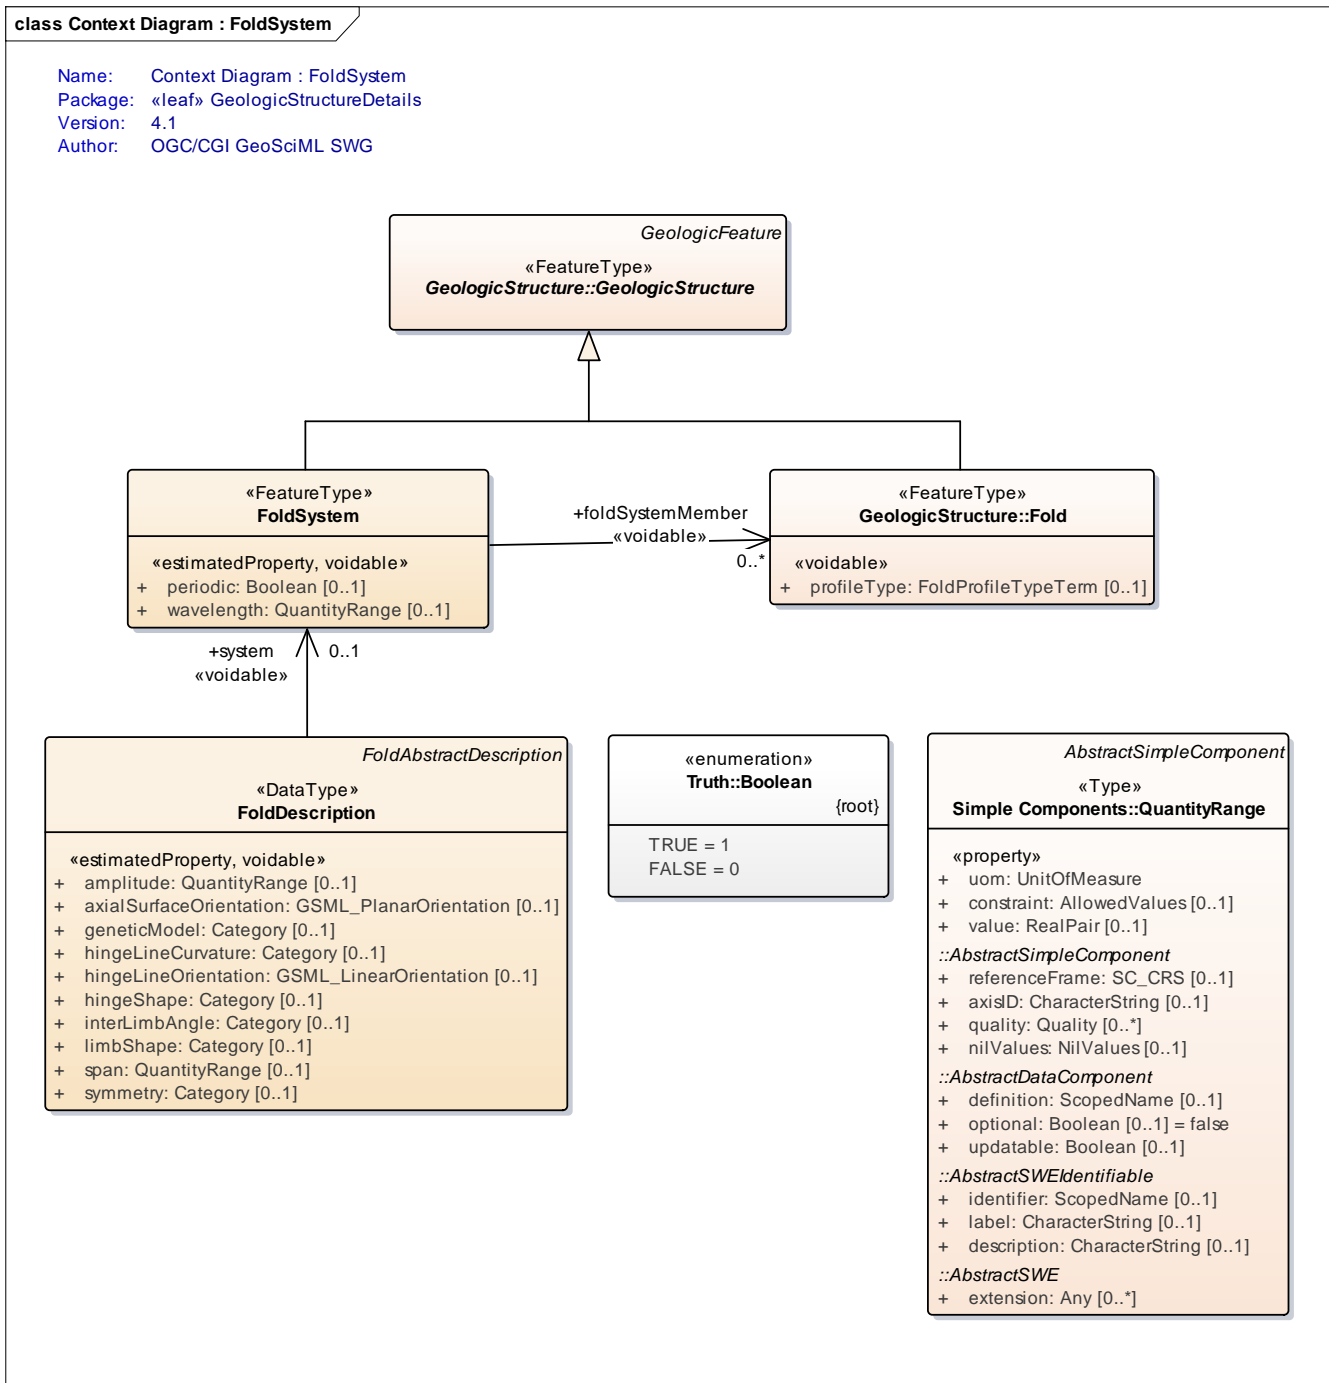 class Context Diagram : FoldSystem
Name: Context Diagram : FoldSystem
Package: «leaf» GeologicStructureDetails
Version: 4.1
Author: OGC/CGI GeoSciML SWG
GeologicFeature
«FeatureType»
GeologicStructure::GeologicStructure
«FeatureType»
FoldSystem
«estimatedProperty, voidable»
+ periodic: Boolean [0..1]
+ wavelength: QuantityRange [0..1]
+foldSystemMember
«voidable»
0..*
«FeatureType»
GeologicStructure::Fold
«voidable»
+ profileType: FoldProfileTypeTerm [0..1]
+system
0..1
«voidable»
FoldAbstractDescription
«DataType»
FoldDescription
«estimatedProperty, voidable»
+ amplitude: QuantityRange [0..1]
+ axialSurfaceOrientation: GSML_PlanarOrientation [0..1]
+ geneticModel: Category [0..1]
+ hingeLineCurvature: Category [0..1]
+ hingeLineOrientation: GSML_LinearOrientation [0..1]
+ hingeShape: Category [0..1]
+ interLimbAngle: Category [0..1]
+ limbShape: Category [0..1]
+ span: QuantityRange [0..1]
+ symmetry: Category [0..1]
«enumeration»
Truth::Boolean
{root}
TRUE = 1
FALSE = 0
AbstractSimpleComponent
«Type»
Simple Components::QuantityRange
«property»
+ uom: UnitOfMeasure
+ constraint: AllowedValues [0..1]
+ value: RealPair [0..1]
::AbstractSimpleComponent
+ referenceFrame: SC_CRS [0..1]
+ axisID: CharacterString [0..1]
+ quality: Quality [0..*]
+ nilValues: NilValues [0..1]
::AbstractDataComponent
+ definition: ScopedName [0..1]
+ optional: Boolean [0..1] = false
+ updatable: Boolean [0..1]
::AbstractSWEIdentifiable
+ identifier: ScopedName [0..1]
+ label: CharacterString [0..1]
+ description: CharacterString [0..1]
::AbstractSWE
+ extension: Any [0..*]